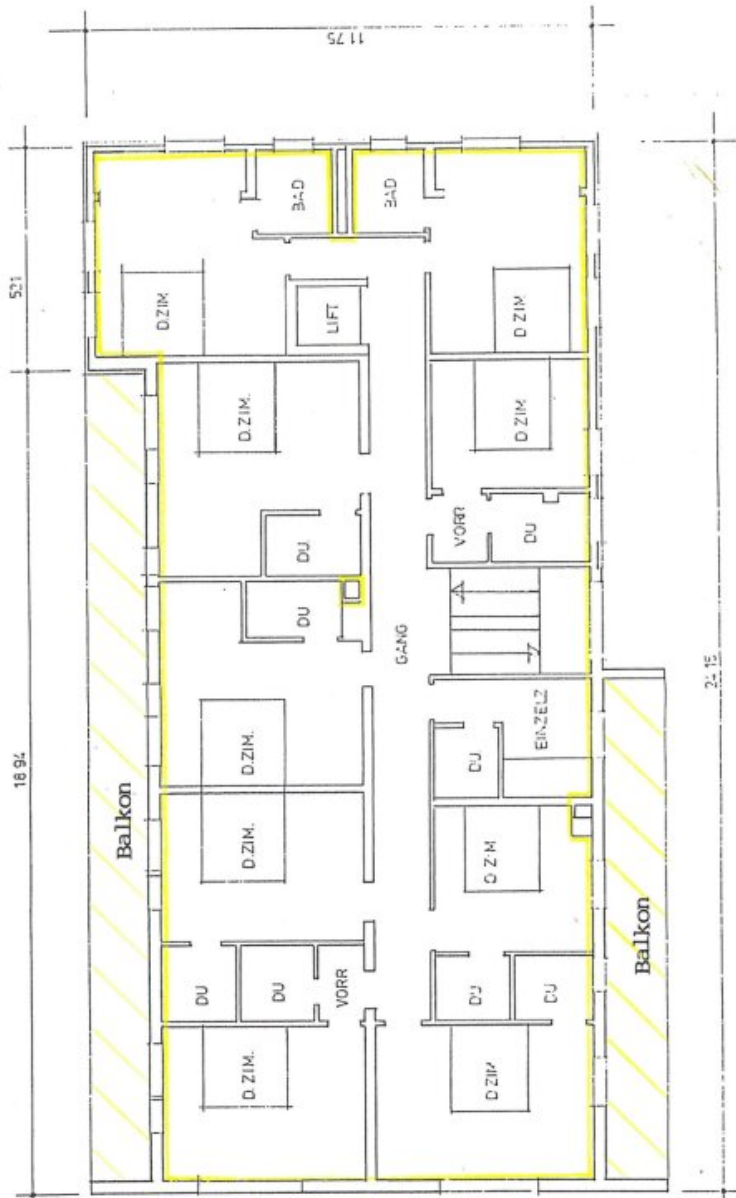 18 94
521
Balkon
D.ZIM
DU
D.ZIM.
D.ZIM.
D.ZIM.
D.ZIM.
DU
DU
DU.
BAD
VORR
LIFT
11.75
GANG
BAD
VORR
DU
DU
D.ZIM
D ZIM
D ZIM
D ZIM
DU
EINZELZ
DU
Balkon
24 15